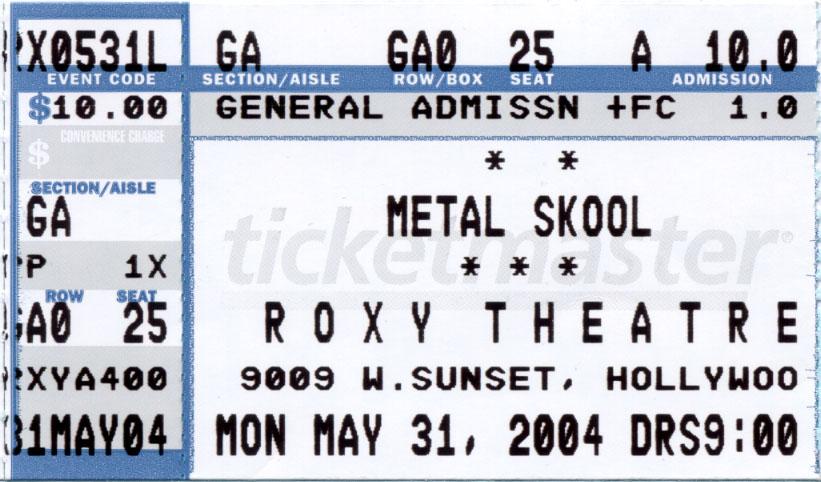 RX0531L
EVENT CODE
$10.00
CONVENIENCE CHARGE
$
SECTION/AISLE
GA
P 1X
ROW SEAT
GA0 25
RXYA400
31MAY04
GA GA0 25 A 10.0
SECTION/AISLE ROW/BOX SEAT ADMISSION
GENERAL ADMISSN +FC 1.0
* *
METAL SKOOL
ticketmaster®
* * *
ROXY THEATRE
9009 W.SUNSET, HOLLYWOO
MON MAY 31, 2004 DRS9:00